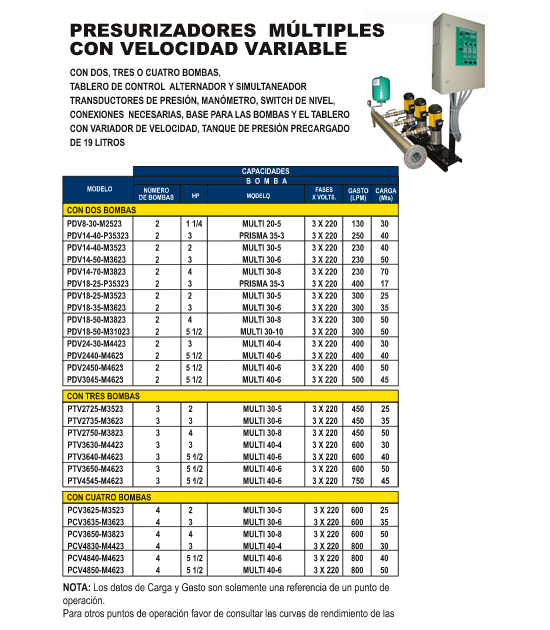 PRESURIZADORES MÚLTIPLES
CON VELOCIDAD VARIABLE
CON DOS, TRES O CUATRO BOMBAS,
TABLERO DE CONTROL ALTERNADOR Y SIMULTANEADOR
TRANSDUCTORES DE PRESIÓN, MANÓMETRO, SWITCH DE NIVEL,
CONEXIONES NECESARIAS, BASE PARA LAS BOMBAS Y EL TABLERO
CON VARIADOR DE VELOCIDAD, TANQUE DE PRESIÓN PRECARGADO
DE 19 LITROS
CAPACIDADES
B O M B A
MODELO NÚMERO DE BOMBAS HP MQDELQ FASES X VOLTS. GASTO (LPM) CARGA (Mts)
CON DOS BOMBAS
PDV8-30-M2523 2 1 1/4 MULTI 20-5 3 X 220 130 30
PDV14-40-P35323 2 3 PRISMA 35-3 3 X 220 250 40
PDV14-40-M3523 2 2 MULTI 30-5 3 X 220 230 40
PDV14-50-M3623 2 3 MULTI 30-6 3 X 220 230 50
PDV14-70-M3823 2 4 MULTI 30-8 3 X 220 230 70
PDV18-25-P35323 2 3 PRISMA 35-3 3 X 220 400 17
PDV18-25-M3523 2 2 MULTI 30-5 3 X 220 300 25
PDV18-35-M3623 2 3 MULTI 30-6 3 X 220 300 35
PDV18-50-M3823 2 4 MULTI 30-8 3 X 220 300 50
PDV18-50-M31023 2 5 1/2 MULTI 30-10 3 X 220 300 50
PDV24-30-M4423 2 3 MULTI 40-4 3 X 220 400 30
PDV2440-M4623 2 5 1/2 MULTI 40-6 3 X 220 400 40
PDV2450-M4623 2 5 1/2 MULTI 40-6 3 X 220 400 50
PDV3045-M4623 2 5 1/2 MULTI 40-6 3 X 220 500 45
CON TRES BOMBAS
PTV2725-M3523 3 2 MULTI 30-5 3 X 220 450 25
PTV2735-M3623 3 3 MULTI 30-6 3 X 220 450 35
PTV2750-M3823 3 4 MULTI 30-8 3 X 220 450 50
PTV3630-M4423 3 3 MULTI 40-4 3 X 220 600 30
PTV3640-M4623 3 5 1/2 MULTI 40-6 3 X 220 600 40
PTV3650-M4623 3 5 1/2 MULTI 40-6 3 X 220 600 50
PTV4545-M4623 3 5 1/2 MULTI 40-6 3 X 220 750 45
CON CUATRO BOMBAS
PCV3625-M3523 4 2 MULTI 30-5 3 X 220 600 25
PCV3635-M3623 4 3 MULTI 30-6 3 X 220 600 35
PCV3650-M3823 4 4 MULTI 30-8 3 X 220 600 50
PCV4830-M4423 4 3 MULTI 40-4 3 X 220 800 30
PCV4840-M4623 4 5 1/2 MULTI 40-6 3 X 220 800 40
PCV4850-M4623 4 5 1/2 MULTI 40-6 3 X 220 800 50
NOTA: Los datos de Carga y Gasto son solamente una referencia de un punto de
operación.
Para otros puntos de operación favor de consultar las curvas de rendimiento de las